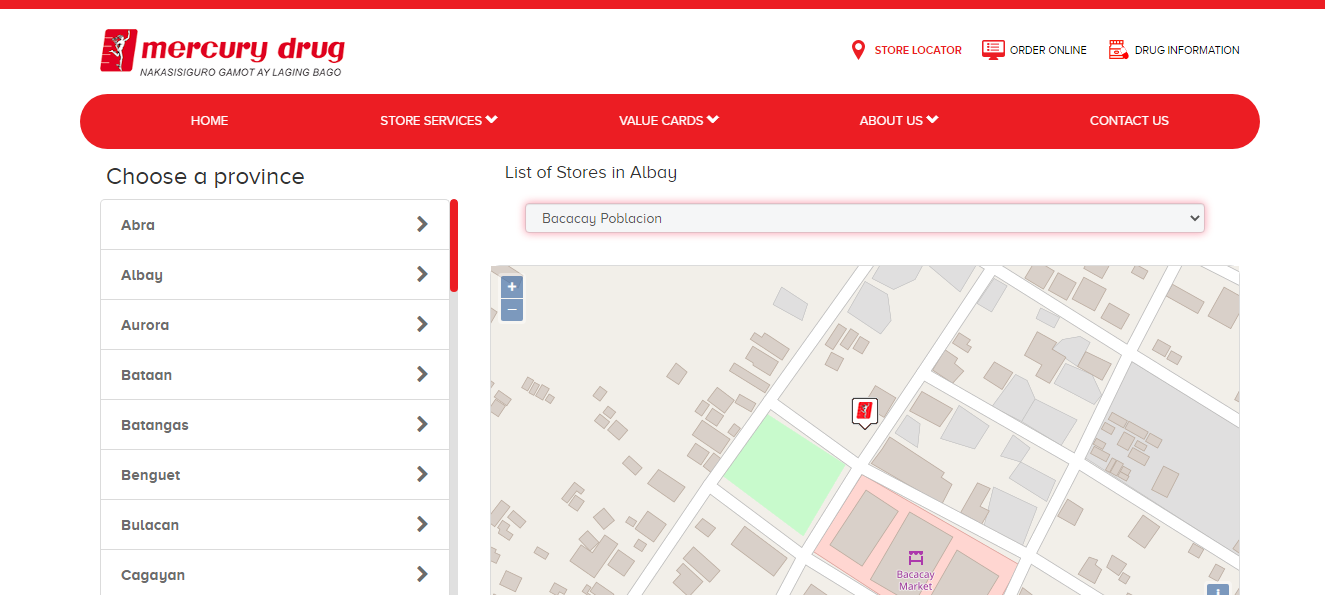 mercury drug
NAKASISIGURO GAMOT AY LAGING BAGO
STORE LOCATOR
ORDER ONLINE
DRUG INFORMATION
HOME
STORE SERVICES
VALUE CARDS
ABOUT US
CONTACT US
Choose a province
Abra
Albay
Aurora
Bataan
Batangas
Benguet
Bulacan
Cagayan
List of Stores in Albay
Bacacay Poblacion
+
–
Bacacay
Market
i